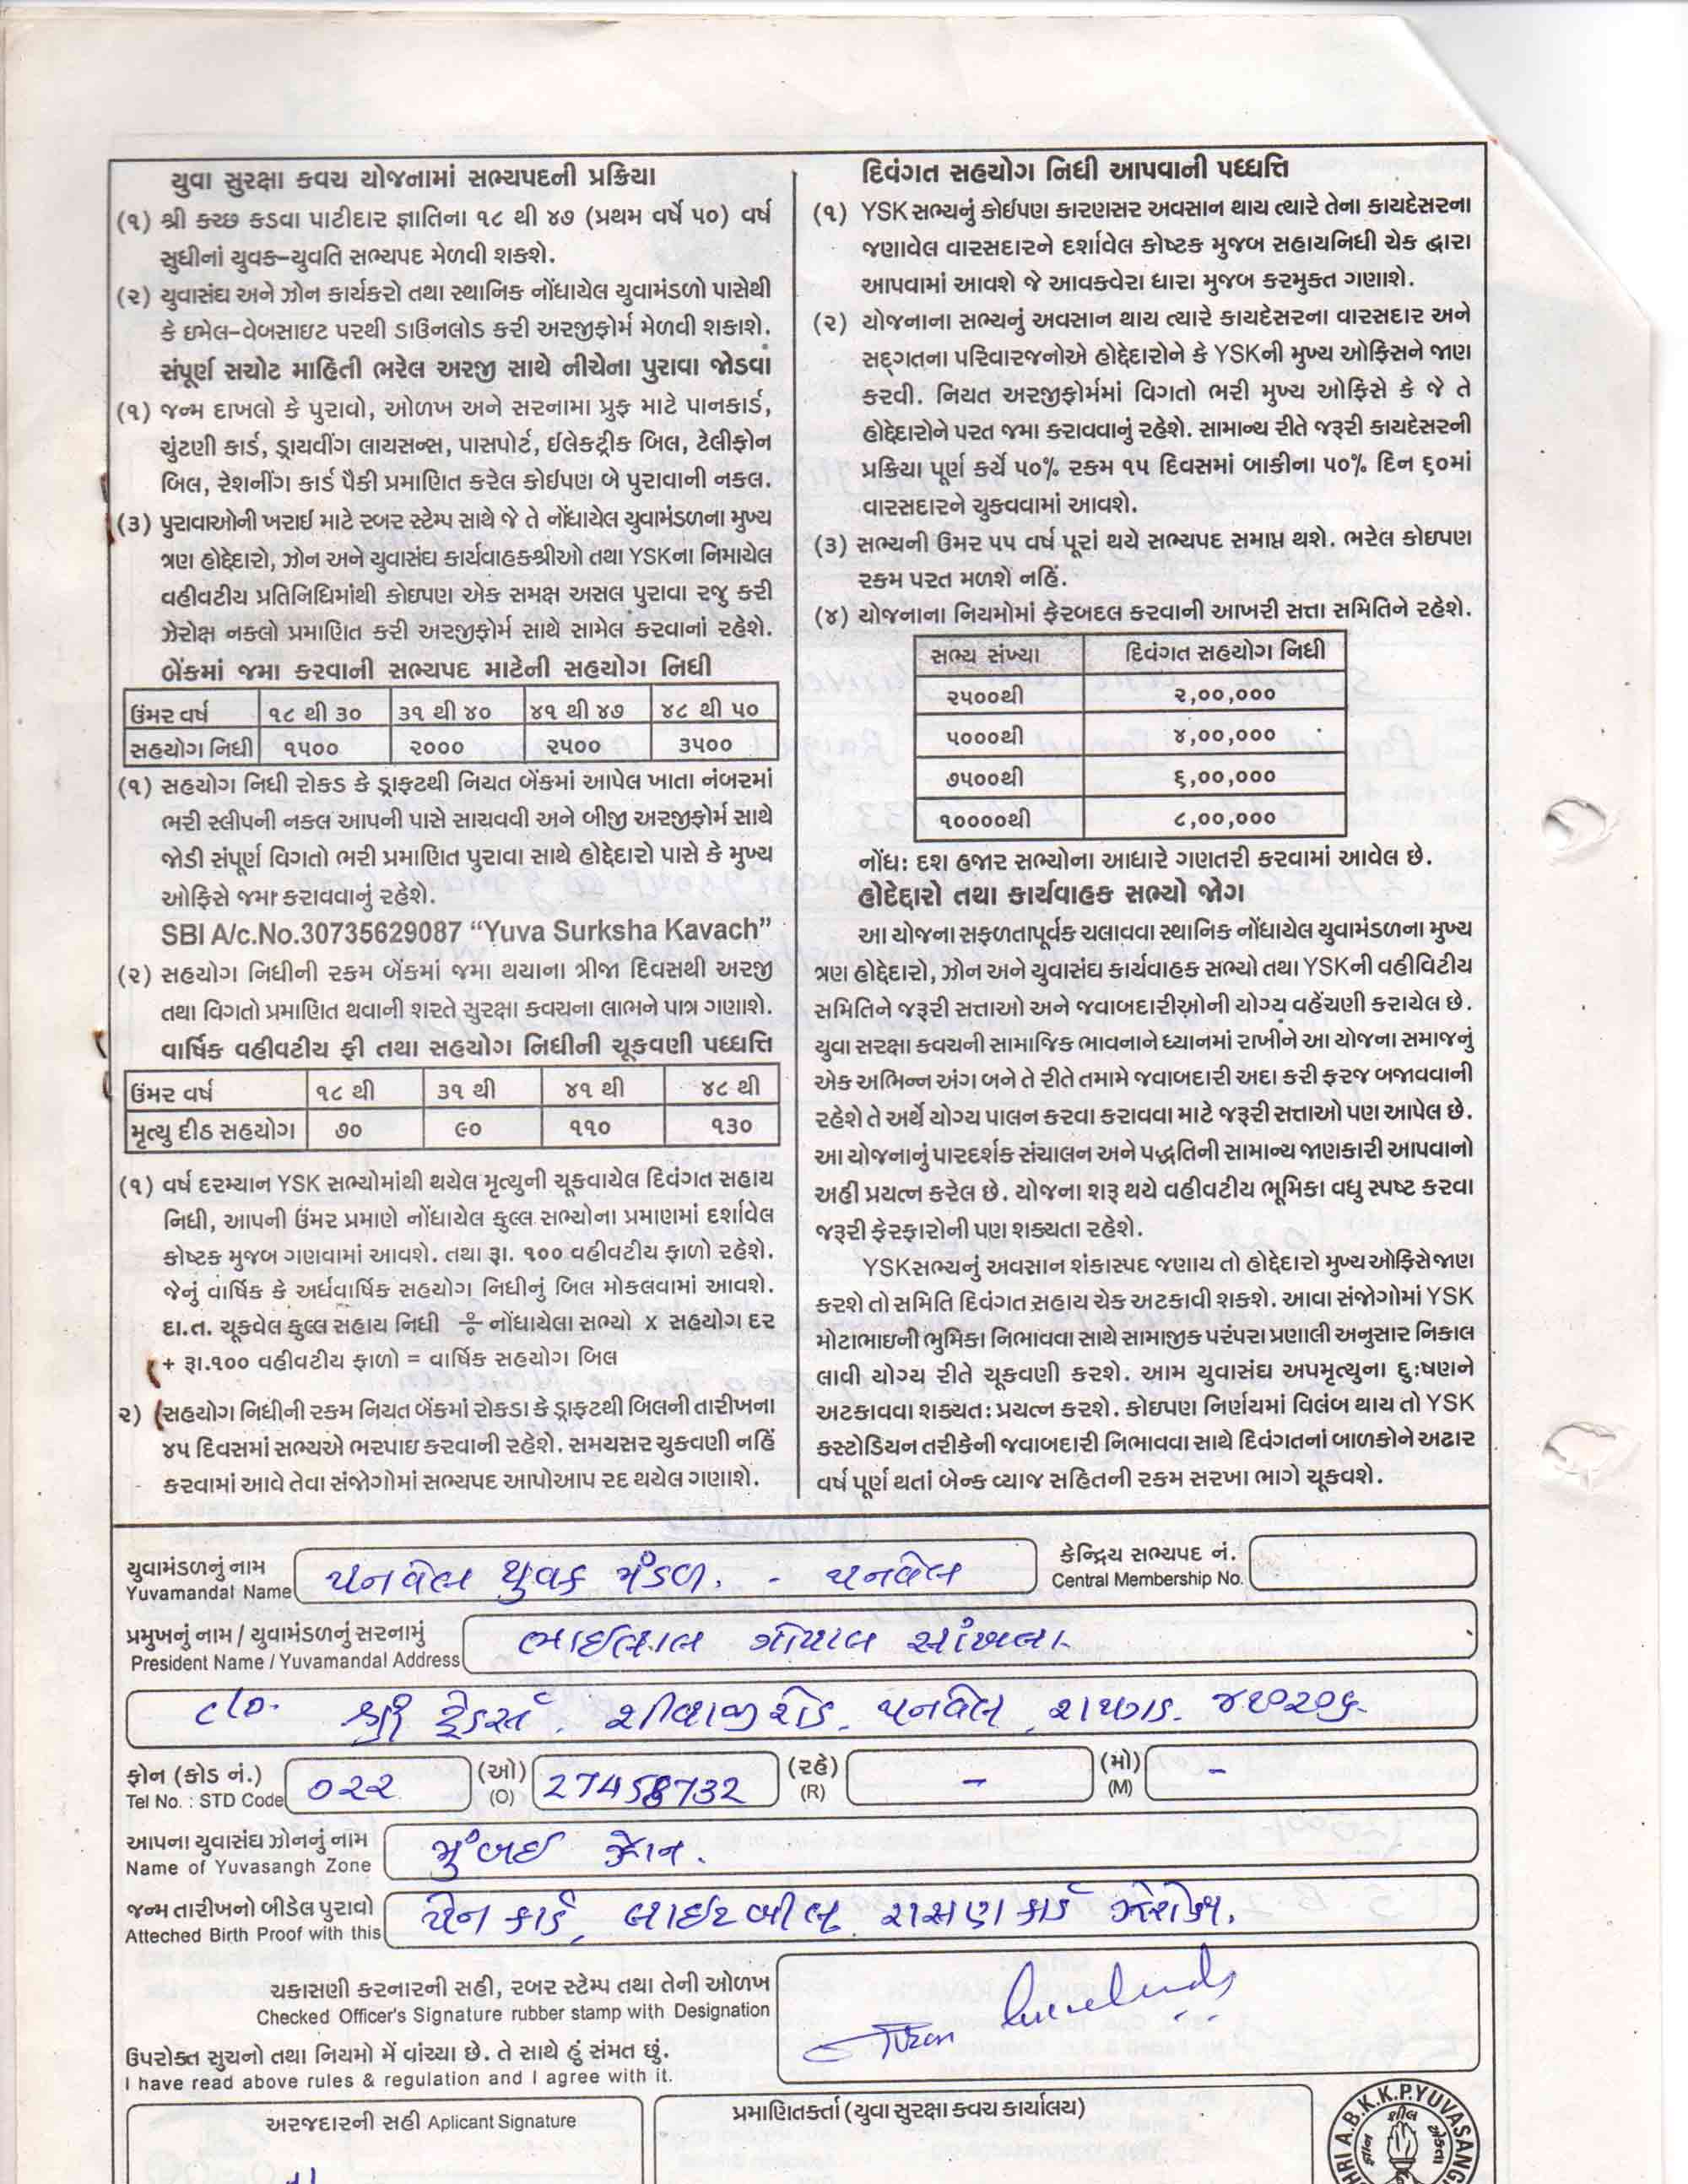 યુવા સુરક્ષા કવચ યોજનામાં સભ્યપદની પ્રક્રિયા
(૧) શ્રી કચ્છ કડવા પાટીદાર જ્ઞાતિના ૧૮ થી ૪૭ (પ્રથમ વર્ષે ૫૦) વર્ષ
સુધીનાં યુવક-યુવતિ સભ્યપદ મેળવી શકશે.
(૨) યુવાસંઘ અને ઝોન કાર્યકરો તથા સ્થાનિક નોંધાયેલ યુવામંડળો પાસેથી
કે ઇમેલ-વેબસાઇટ પરથી ડાઉનલોડ કરી અરજીફોર્મ મેળવી શકાશે.
સંપૂર્ણ સચોટ માહિતી ભરેલ અરજી સાથે નીચેના પુરાવા જોડવાં
(૧) જન્મ દાખલો કે પુરાવો, ઓળખ અને સરનામા પ્રુફ માટે પાનકાર્ડ,
ચુંટણી કાર્ડ, ડ્રાયવીંગ લાયસન્સ, પાસપોર્ટ, ઈલેકટ્રીક બિલ, ટેલીફોન
બિલ, રેશનીંગ કાર્ડ પૈકી પ્રમાણિત કરેલ કોઈપણ બે પુરાવાની નકલ.
(૩) પુરાવાઓની ખરાઈ માટે રબર સ્ટેમ્પ સાથે જે તે નોંધાયેલ યુવામંડળના મુખ્ય
ત્રણ હોદ્દેદારો, ઝોન અને યુવાસંઘ કાર્યવાહકશ્રીઓ તથા YSKના નિમાયેલ
વહીવટીય પ્રતિનિધિમાંથી કોઇપણ એક સમક્ષ અસલ પુરાવા રજુ કરી
ઝેરોક્ષ નકલો પ્રમાણિત કરી અરજીફોર્મ સાથે સામેલ કરવાનાં રહેશે.
બેંકમાં જમા કરવાની સભ્યપદ માટેની સહયોગ નિધી
ઉંમર વર્ષ ૧૮ થી ૩૦ ૩૧ થી ૪૦ ૪૧ થી ૪૭ ૪૮ થી ૫૦
સહયોગ નિધી ૧૫૦૦ ૨૦૦૦ ૨૫૦૦ ૩૫૦૦
(૧) સહયોગ નિધી રોકડ કે ડ્રાફટથી નિયત બેંકમાં આપેલ ખાતા નંબરમાં
ભરી સ્લીપની નકલ આપની પાસે સાચવવી અને બીજી અરજીફોર્મ સાથે
જોડી સંપૂર્ણ વિગતો ભરી પ્રમાણિત પુરાવા સાથે હોદ્દેદારો પાસે કે મુખ્ય
ઓફિસે જમા કરાવવાનું રહેશે.
SBI A/c.No.30735629087 “Yuva Surksha Kavach”
(૨) સહયોગ નિધીની રકમ બેંકમાં જમા થયાના ત્રીજા દિવસથી અરજી
તથા વિગતો પ્રમાણિત થવાની શરતે સુરક્ષા કવચના લાભને પાત્ર ગણાશે.
વાર્ષિક વહીવટીય ફી તથા સહયોગ નિધીની ચૂકવણી પધ્ધત્તિ
ઉંમર વર્ષ ૧૮ થી ૩૧ થી ૪૧ થી ૪૮ થી
મૃત્યુ દીઠ સહયોગ ૭૦ ૯૦ ૧૧૦ ૧૩૦
(૧) વર્ષ દરમ્યાન YSK સભ્યોમાંથી થયેલ મૃત્યુની ચૂકવાયેલ દિવંગત સહાય
નિધી, આપની ઉંમર પ્રમાણે નોંધાયેલ કુલ્લ સભ્યોના પ્રમાણમાં દર્શાવેલ
કોષ્ટક મુજબ ગણવામાં આવશે. તથા રૂા. ૧૦૦ વહીવટીય ફાળો રહેશે.
જેનું વાર્ષિક કે અર્ધવાર્ષિક સહયોગ નિધીનું બિલ મોકલવામાં આવશે.
દા.ત. ચૂકવેલ કુલ્લ સહાય નિધી ÷ નોંધાયેલા સભ્યો x સહયોગ દર
+ રૂા.૧૦૦ વહીવટીય ફાળો = વાર્ષિક સહયોગ બિલ
૨) સહયોગ નિધીની રકમ નિયત બેંકમાં રોકડા કે ડ્રાફટથી બિલની તારીખના
૪૫ દિવસમાં સભ્યએ ભરપાઇ કરવાની રહેશે. સમયસર ચુકવણી નહિં
કરવામાં આવે તેવા સંજોગોમાં સભ્યપદ આપોઆપ રદ થયેલ ગણાશે.
દિવંગત સહયોગ નિધી આપવાની પધ્ધત્તિ
(૧) YSK સભ્યનું કોઈપણ કારણસર અવસાન થાય ત્યારે તેના કાયદેસરના
જણાવેલ વારસદારને દર્શાવેલ કોષ્ટક મુજબ સહાયનિધી ચેક દ્વારા
આપવામાં આવશે જે આવકવેરા ધારા મુજબ કરમુક્ત ગણાશે.
(૨) યોજનાના સભ્યનું અવસાન થાય ત્યારે કાયદેસરના વારસદાર અને
સદ્‌ગતના પરિવારજનોએ હોદ્દેદારોને કે YSKની મુખ્ય ઓફિસને જાણ
કરવી. નિયત અરજીફોર્મમાં વિગતો ભરી મુખ્ય ઓફિસે કે જે તે
હોદ્દેદારોને પરત જમા કરાવવાનું રહેશે. સામાન્ય રીતે જરૂરી કાયદેસરની
પ્રક્રિયા પૂર્ણ કર્યે ૫૦% રકમ ૧૫ દિવસમાં બાકીના ૫૦% દિન ૬૦માં
વારસદારને ચુકવવામાં આવશે.
(૩) સભ્યની ઉમર ૫૫ વર્ષ પૂરાં થયે સભ્યપદ સમાપ્ત થશે. ભરેલ કોઇપણ
રકમ પરત મળશે નહિં.
(૪) યોજનાના નિયમોમાં ફેરબદલ કરવાની આખરી સત્તા સમિતિને રહેશે.
સભ્ય સંખ્યા દિવંગત સહયોગ નિધી
૨૫૦૦થી ૨,૦૦,૦૦૦
૫૦૦૦થી ૪,૦૦,૦૦૦
૭૫૦૦થી ૬,૦૦,૦૦૦
૧૦૦૦૦થી ૮,૦૦,૦૦૦
નોંધઃ દશ હજાર સભ્યોના આધારે ગણતરી કરવામાં આવેલ છે.
હોદેદ્દારો તથા કાર્યવાહક સભ્યો જોગ
આ યોજના સફળતાપૂર્વક ચલાવવા સ્થાનિક નોંધાયેલ યુવામંડળના મુખ્ય
ત્રણ હોદ્દેદારો, ઝોન અને યુવાસંઘ કાર્યવાહક સભ્યો તથા YSKની વહીવિટીય
સમિતિને જરૂરી સત્તાઓ અને જવાબદારીઓની યોગ્ય વહેંચણી કરાયેલ છે.
યુવા સરક્ષા કવચની સામાજિક ભાવનાને ધ્યાનમાં રાખીને આ યોજના સમાજનું
એક અભિન્ન અંગ બને તે રીતે તમામે જવાબદારી અદા કરી ફરજ બજાવવાની
રહેશે તે અર્થે યોગ્ય પાલન કરવા કરાવવા માટે જરૂરી સત્તાઓ પણ આપેલ છે.
આ યોજનાનું પારદર્શક સંચાલન અને પદ્ધતિની સામાન્ય જાણકારી આપવાનો
અહીં પ્રયત્ન કરેલ છે. યોજના શરૂ થયે વહીવટીય ભૂમિકા વધુ સ્પષ્ટ કરવા
જરૂરી ફેરફારોની પણ શક્યતા રહેશે.
YSKસભ્યનું અવસાન શંકાસ્પદ જણાય તો હોદ્દેદારો મુખ્ય ઓફિસે જાણ
કરશે તો સમિતિ દિવંગત સહાય ચેક અટકાવી શકશે. આવા સંજોગોમાં YSK
મોટાભાઇની ભુમિકા નિભાવવા સાથે સામાજીક પરંપરા પ્રણાલી અનુસાર નિકાલ
લાવી યોગ્ય રીતે ચૂકવણી કરશે. આમ યુવાસંઘ અપમૃત્યુના દુઃષણને
અટકાવવા શક્યતઃ પ્રયત્ન કરશે. કોઇપણ નિર્ણયમાં વિલંબ થાય તો YSK
કસ્ટોડિયન તરીકેની જવાબદારી નિભાવવા સાથે દિવંગતનાં બાળકોને અઢાર
વર્ષ પૂર્ણ થતાં બેન્ક વ્યાજ સહિતની રકમ સરખા ભાગે ચૂકવશે.
યુવામંડળનું નામ પનવેલ યુવક મંડળ. - પનવેલ કેન્દ્રિય સભ્યપદ નં.
Yuvamandal Name Central Membership No.
પ્રમુખનું નામ / યુવામંડળનું સરનામું ભાઈલાલ ગોપાલ સાંખલા
President Name / Yuvamandal Address
c/o. શ્રી ટ્રેડર્સ. શીવાજી રોડ, પનવેલ, રાયગડ. ૪૧૦૨૦૬
ફોન (કોડ નં.) ૦૨૨ (ઓ) 27458732 (રહે) - (મો) -
Tel No. : STD Code (O) (R) (M)
આપના યુવાસંઘ ઝોનનું નામ મુંબઈ ઝોન.
Name of Yuvasangh Zone
જન્મ તારીખનો બીડેલ પુરાવો પેન કાર્ડ, લાઈટ બીલ, રાસણ કાર્ડ ઝેરોક્ષ.
Atteched Birth Proof with this
ચકાસણી કરનારની સહી, રબર સ્ટેમ્પ તથા તેની ઓળખ
Checked Officer's Signature rubber stamp with Designation
ઉપરોક્ત સુચનો તથા નિયમો મેં વાંચ્યા છે. તે સાથે હું સંમત છું.
I have read above rules & regulation and I agree with it.
અરજદારની સહી Aplicant Signature
પ્રમાણિતકર્તા (યુવા સુરક્ષા કવચ કાર્યાલય)
SHRI A.B.K.K.P. YUVASANGH